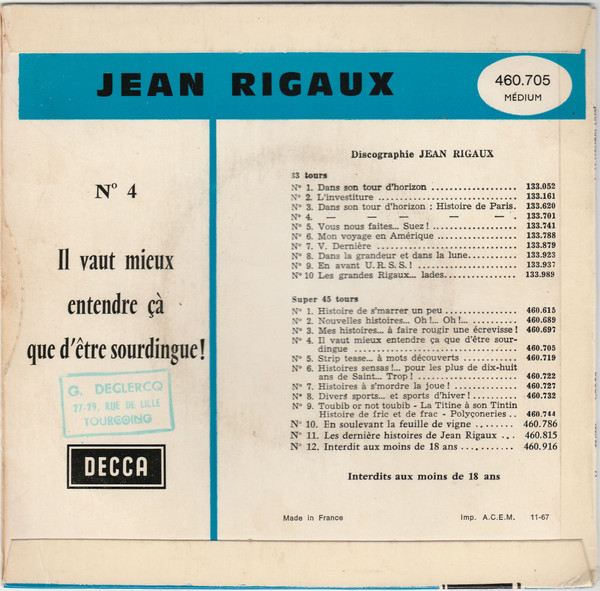 JEAN RIGAUX
460.705
MÉDIUM
N° 4
Il vaut mieux
entendre çà
que d'être sourdingue!
G. DECLERCQ
27-29, RUE DE LILLE
TOURCOING
DECCA
Discographie JEAN RIGAUX
33 tours
N° 1. Dans son tour d'horizon .................... 133.052
N° 2. L'investiture .................... 133.161
N° 3. Dans son tour d'horizon : Histoire de Paris. 133.620
N° 4. — — — — — . 133.701
N° 5. Vous nous faites... Suez ! .................... 133.741
N° 6. Mon voyage en Amérique .................... 133.788
N° 7. V. Dernière .................... 133.879
N° 8. Dans la grandeur et dans la lune............ 133.923
N° 9. En avant U.R.S.S.! .................... 133.937
N° 10 Les grandes Rigaux... lades............ 133.989
Super 45 tours
N° 1. Histoire de s'marrer un peu .............. 460.615
N° 2. Nouvelles histoires... Oh !... Oh !... ........ 460.689
N° 3. Mes histoires... à faire rougir une écrevisse ! 460.697
N° 4. Il vaut mieux entendre ça que d'être sour-
dingue .................... 460.705
N° 5. Strip tease... à mots découverts .......... 460.719
N° 6. Histoires sensas !... pour les plus de dix-huit
ans de Saint... Trop ! .................... 460.722
N° 7. Histoires à s'mordre la joue ! ............ 460.727
N° 8. Divers sports... et sports d'hiver ! ........ 460.732
N° 9. Toubib or not toubib - La Titine à son Tintin
Histoire de fric et de frac - Polyçoneries.. 460.744
N° 10. En soulevant la feuille de vigne .......... 460.786
N° 11. Les dernière histoires de Jean Rigaux ... 460.815
N° 12. Interdit aux moins de 18 ans............ 460.916
Interdits aux moins de 18 ans
Made in France Imp. A.C.E.M. 11-67